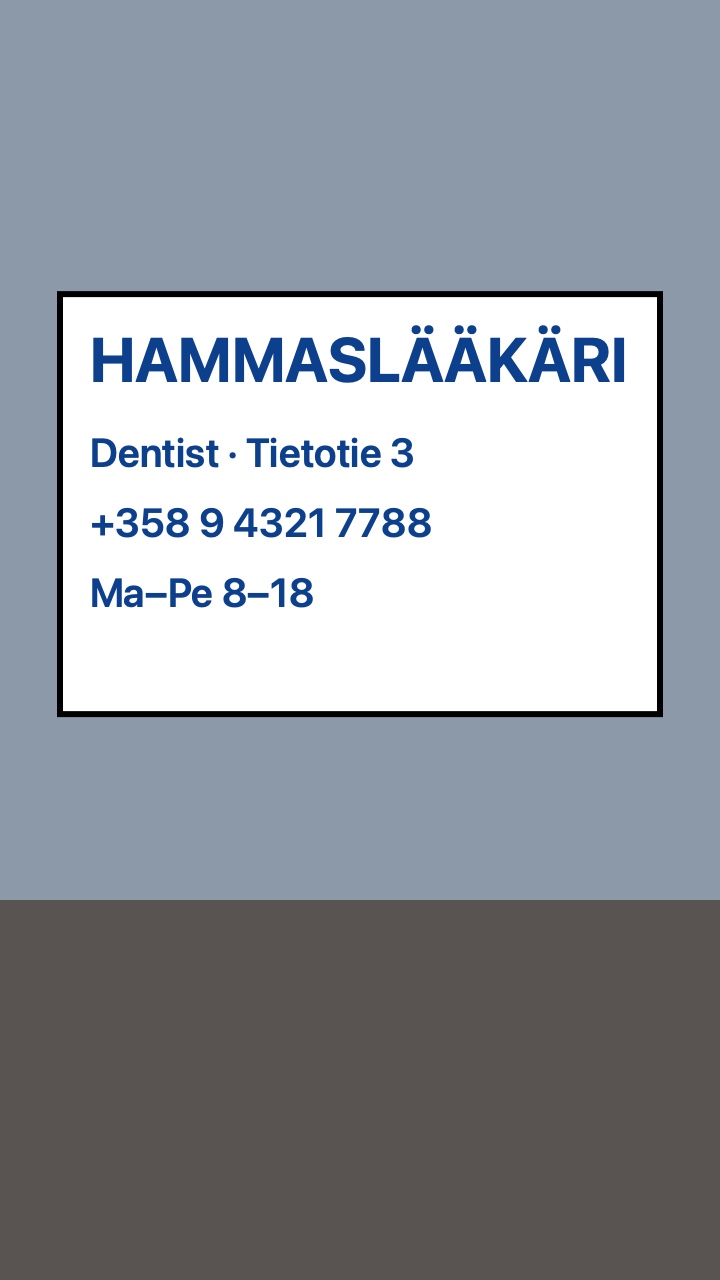 HAMMASLÄÄKÄRI
Dentist · Tietotie 3
+358 9 4321 7788
Ma–Pe 8–18